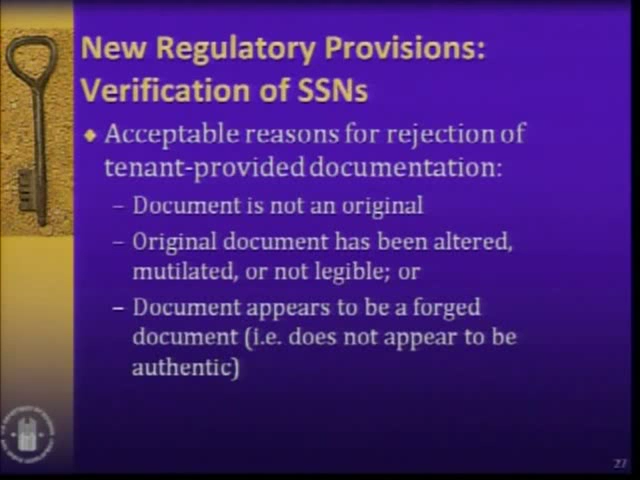 New Regulatory Provisions:
Verification of SSNs
Acceptable reasons for rejection of
tenant-provided documentation:
– Document is not an original
– Original document has been altered,
mutilated, or not legible; or
– Document appears to be a forged
document (i.e. does not appear to be
authentic)
27